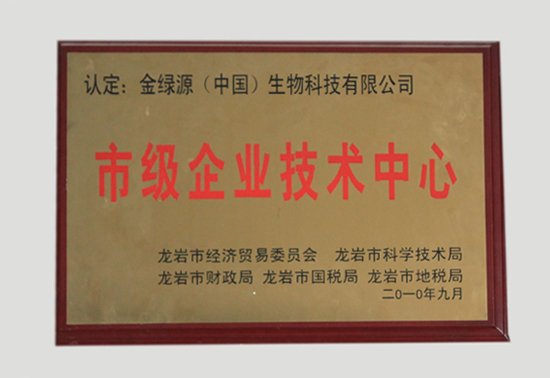 认定：金绿源（中国）生物科技有限公司
市级企业技术中心
龙岩市经济贸易委员会 龙岩市科学技术局
龙岩市财政局 龙岩市国税局 龙岩市地税局
二0一0年九月